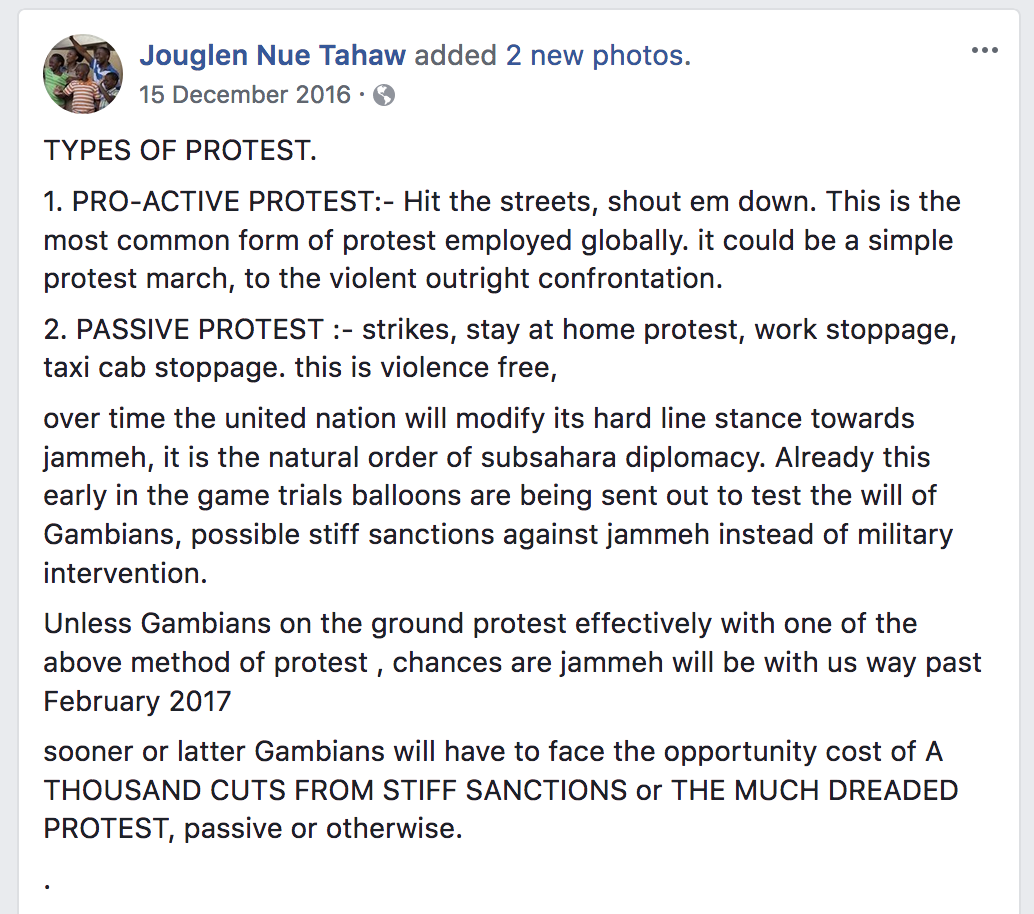 Jouglen Nue Tahaw added 2 new photos.
15 December 2016 ·
TYPES OF PROTEST.
1. PRO-ACTIVE PROTEST:- Hit the streets, shout em down. This is the
most common form of protest employed globally. it could be a simple
protest march, to the violent outright confrontation.
2. PASSIVE PROTEST :- strikes, stay at home protest, work stoppage,
taxi cab stoppage. this is violence free,
over time the united nation will modify its hard line stance towards
jammeh, it is the natural order of subsahara diplomacy. Already this
early in the game trials balloons are being sent out to test the will of
Gambians, possible stiff sanctions against jammeh instead of military
intervention.
Unless Gambians on the ground protest effectively with one of the
above method of protest , chances are jammeh will be with us way past
February 2017
sooner or latter Gambians will have to face the opportunity cost of A
THOUSAND CUTS FROM STIFF SANCTIONS or THE MUCH DREADED
PROTEST, passive or otherwise.
.